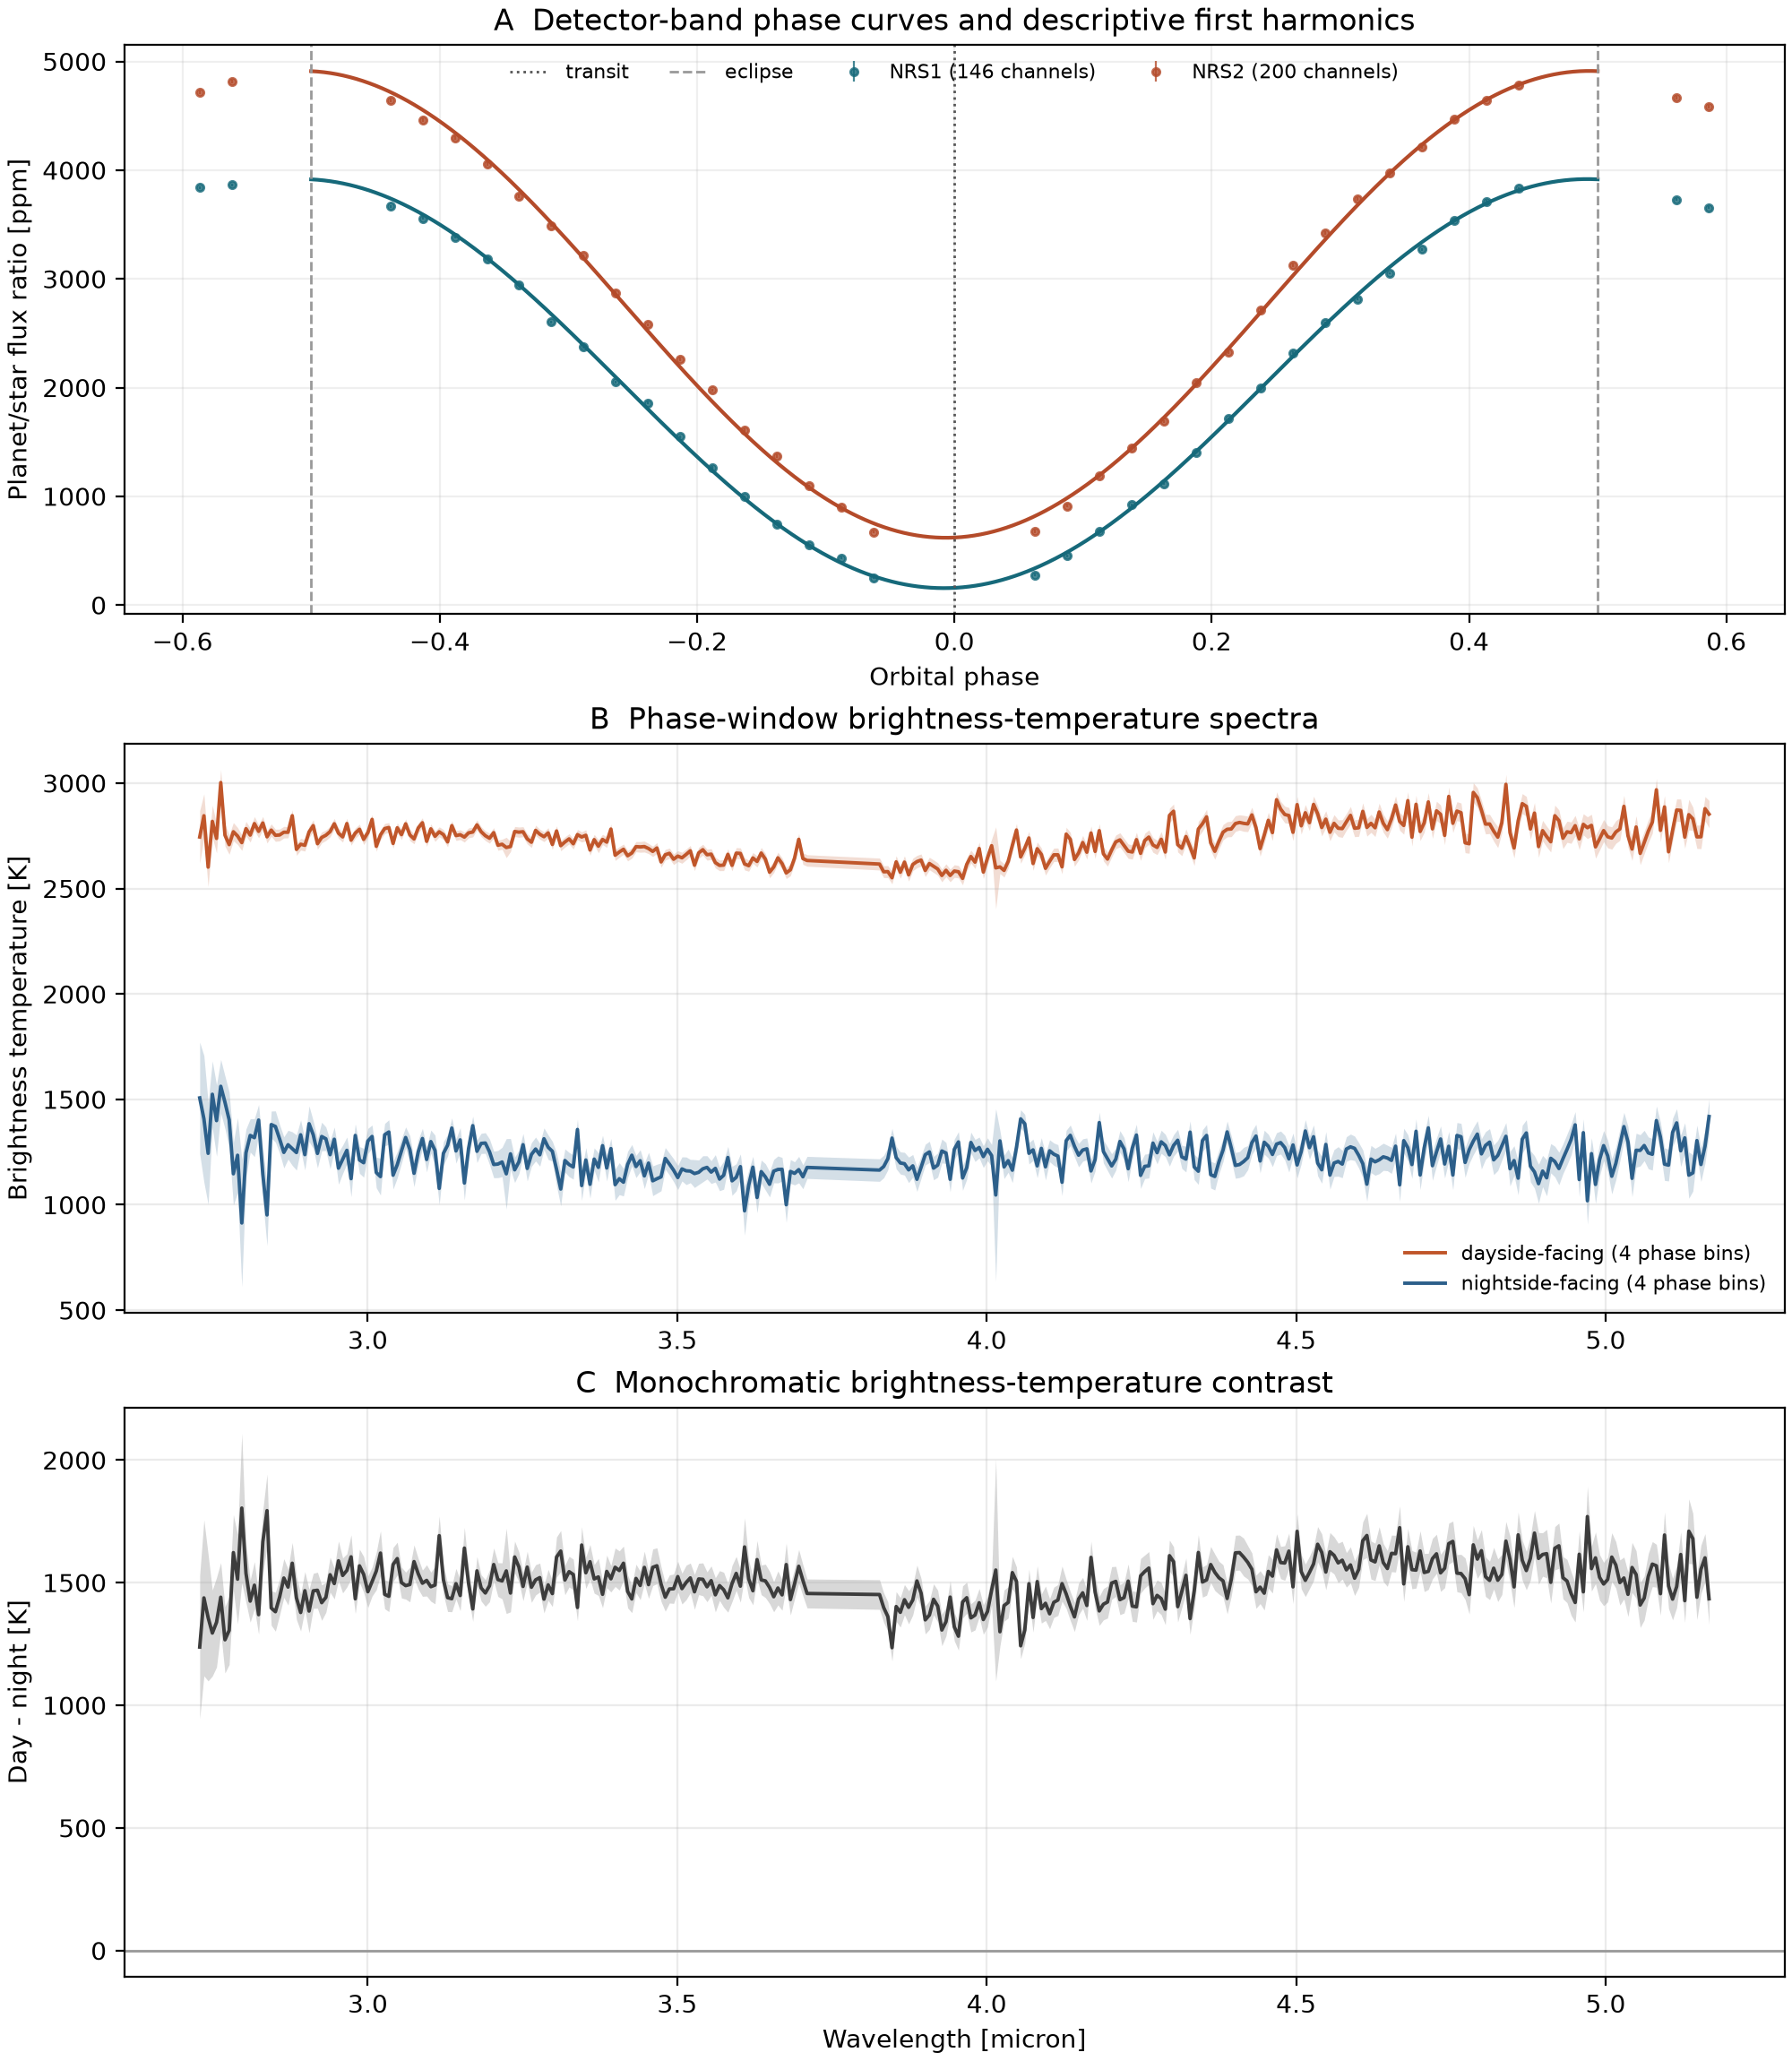 A  Detector-band phase curves and descriptive first harmonics
transit
eclipse
NRS1 (146 channels)
NRS2 (200 channels)
Planet/star flux ratio [ppm]
5000
4000
3000
2000
1000
0
−0.6
−0.4
−0.2
0.0
0.2
0.4
0.6
Orbital phase
B  Phase-window brightness-temperature spectra
Brightness temperature [K]
3000
2500
2000
1500
1000
500
dayside-facing (4 phase bins)
nightside-facing (4 phase bins)
3.0
3.5
4.0
4.5
5.0
C  Monochromatic brightness-temperature contrast
Day - night [K]
2000
1500
1000
500
0
3.0
3.5
4.0
4.5
5.0
Wavelength [micron]